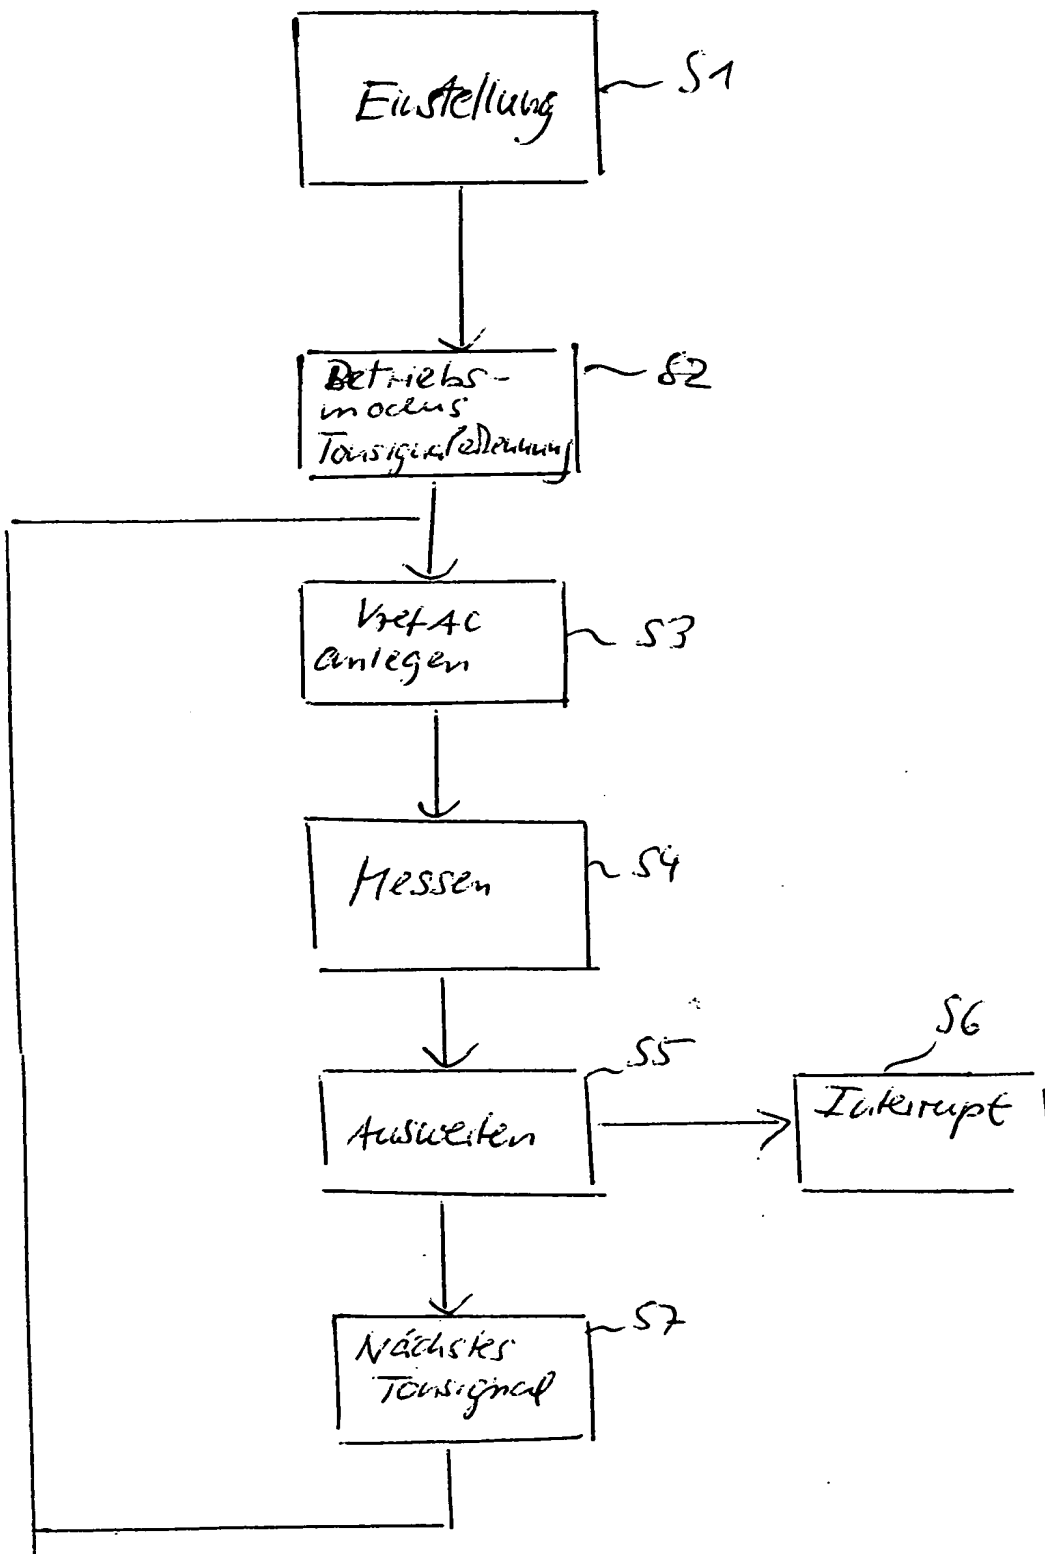 Einstellung
S1
Betriebs-
modus
Tonsignalerkennung
S2
VrefAC
anlegen
S3
Messen
S4
S5
Auswerten
S6
Interrupt
S7
Nächstes
Tonsignal